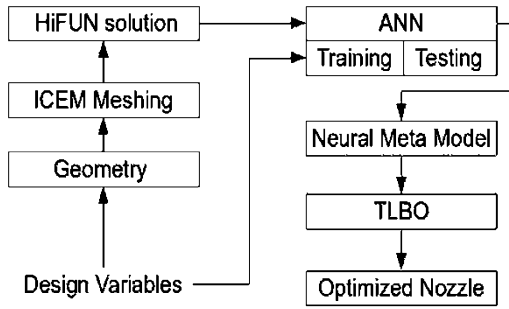 HiFUN solution
ANN
Training
Testing
ICEM Meshing
Neural Meta Model
Geometry
TLBO
Design Variables
Optimized Nozzle